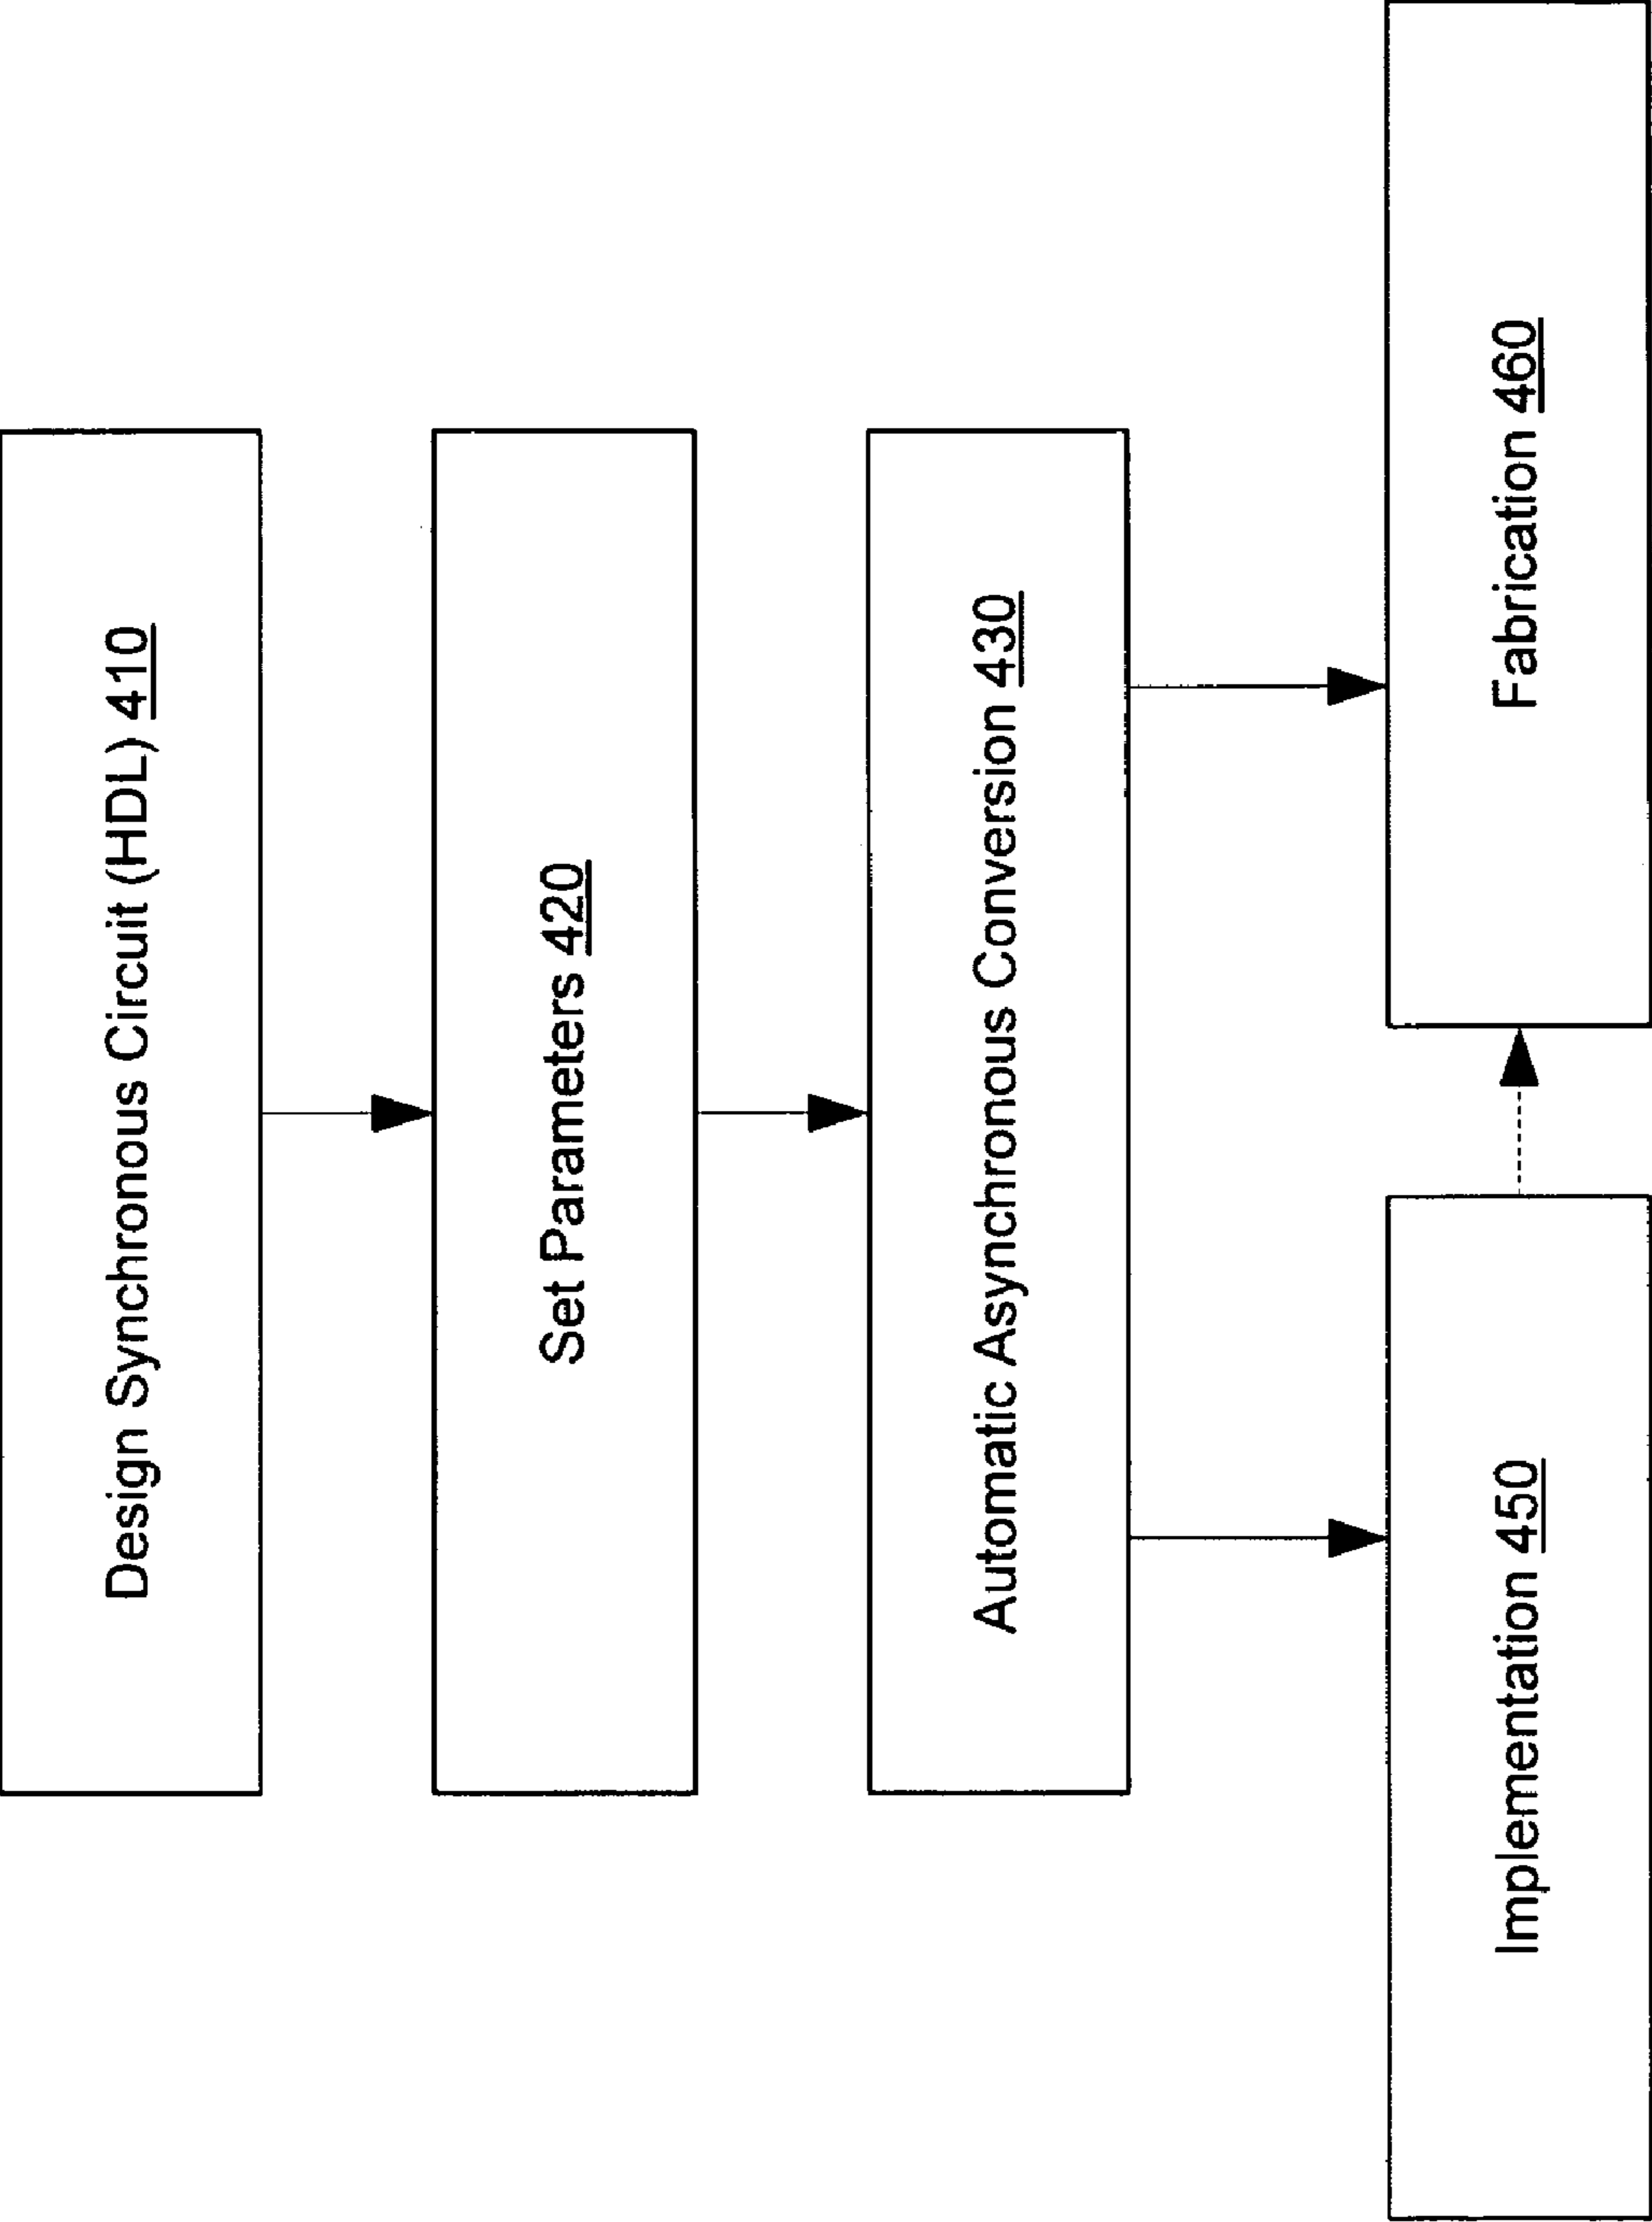 Design Synchronous Circuit (HDL) 410
Set Parameters 420
Automatic Asynchronous Conversion 430
Implementation 450
Fabrication 460